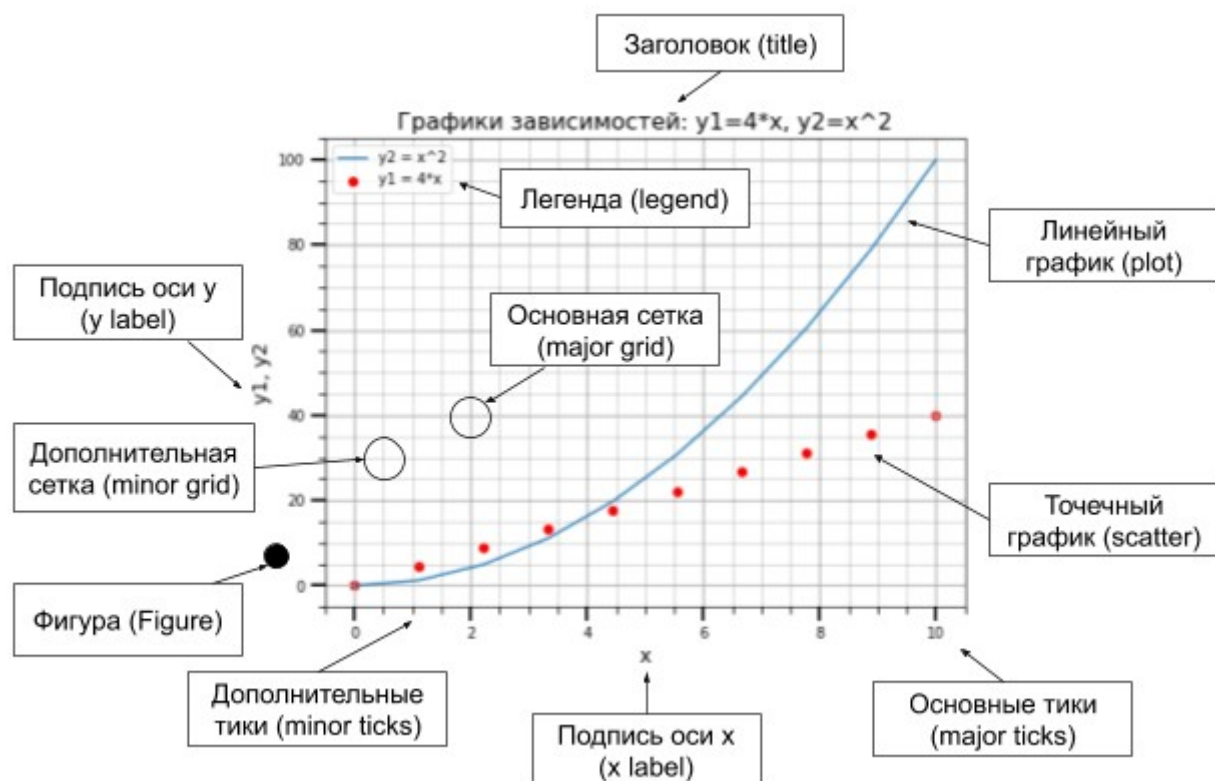 Заголовок (title)
Графики зависимостей: y1=4*x, y2=x^2
y2 = x^2
y1 = 4*x
Легенда (legend)
Линейный
график (plot)
Подпись оси y
(y label)
Основная сетка
(major grid)
y1, y2
Дополнительная
сетка (minor grid)
Точечный
график (scatter)
Фигура (Figure)
100
80
60
40
20
0
0 2 4 6 8 10
x
Дополнительные
тики (minor ticks)
Подпись оси x
(x label)
Основные тики
(major ticks)